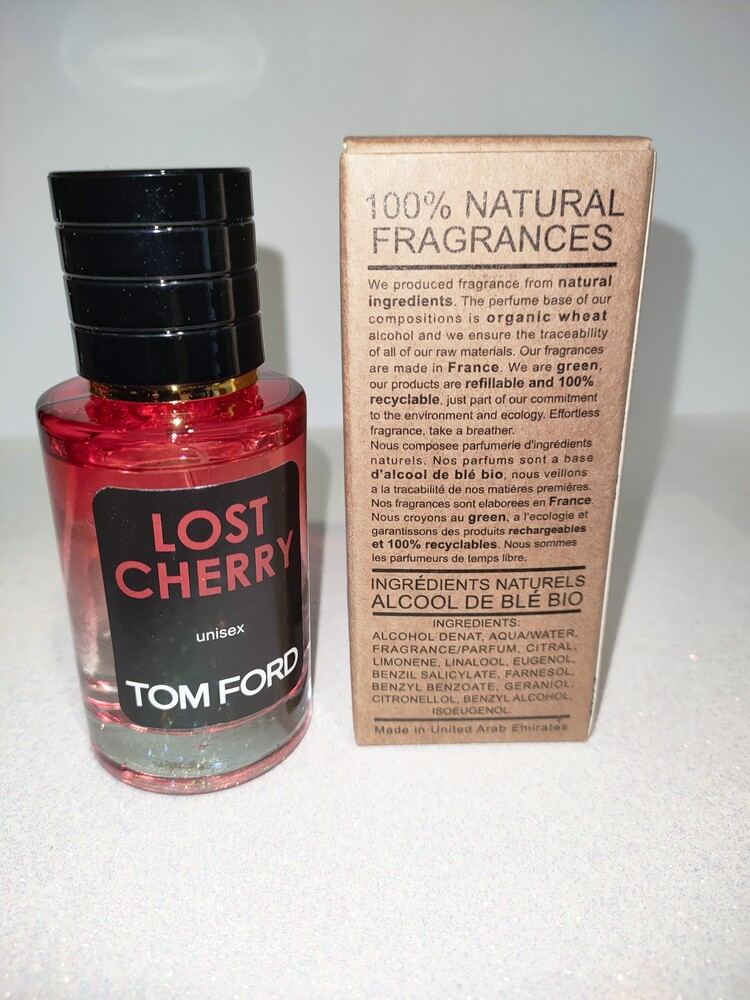 LOST
CHERRY
unisex
TOM FORD
100% NATURAL
FRAGRANCES
We produced fragrance from natural
ingredients. The perfume base of our
compositions is organic wheat
alcohol and we ensure the traceability
of all of our raw materials. Our fragrances
are made in France. We are green,
our products are refillable and 100%
recyclable, just part of our commitment
to the environment and ecology. Effortless
fragrance, take a breather.
Nous composee parfumerie d'ingrédients
naturels. Nos parfums sont a base
d'alcool de blé bio, nous veillons
a la tracabilité de nos matiéres premiéres.
Nos fragrances sont elaborees en France.
Nous croyons au green, a l'ecologie et
garantissons des produits rechargeables
et 100% recyclables. Nous sommes
les parfumeurs de temps libre.
INGRÉDIENTS NATURELS
ALCOOL DE BLÉ BIO
INGREDIENTS:
ALCOHOL DENAT, AQUA/WATER,
FRAGRANCE/PARFUM, CITRAL,
LIMONENE, LINALOOL, EUGENOL,
BENZIL SALICYLATE, FARNESOL,
BENZYL BENZOATE, GERANIOL,
CITRONELLOL, BENZYL ALCOHOL,
ISOEUGENOL.
Made in United Arab Emirates